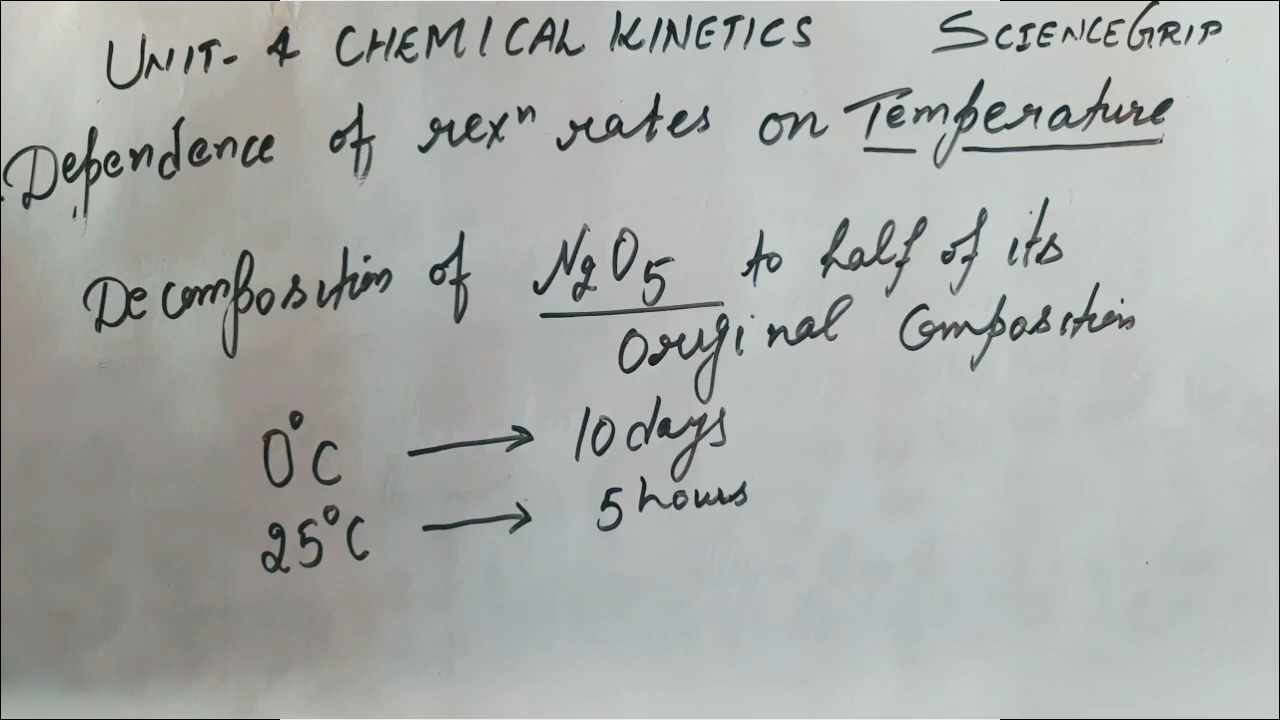 UNIT- 4 CHEMICAL KINETICS SCIENCEGRIP
Dependence of rexⁿ rates on Temperature
Decomposition of N₂O₅ to half of its
Original Composition
0°C → 10 days
25°C → 5 hours